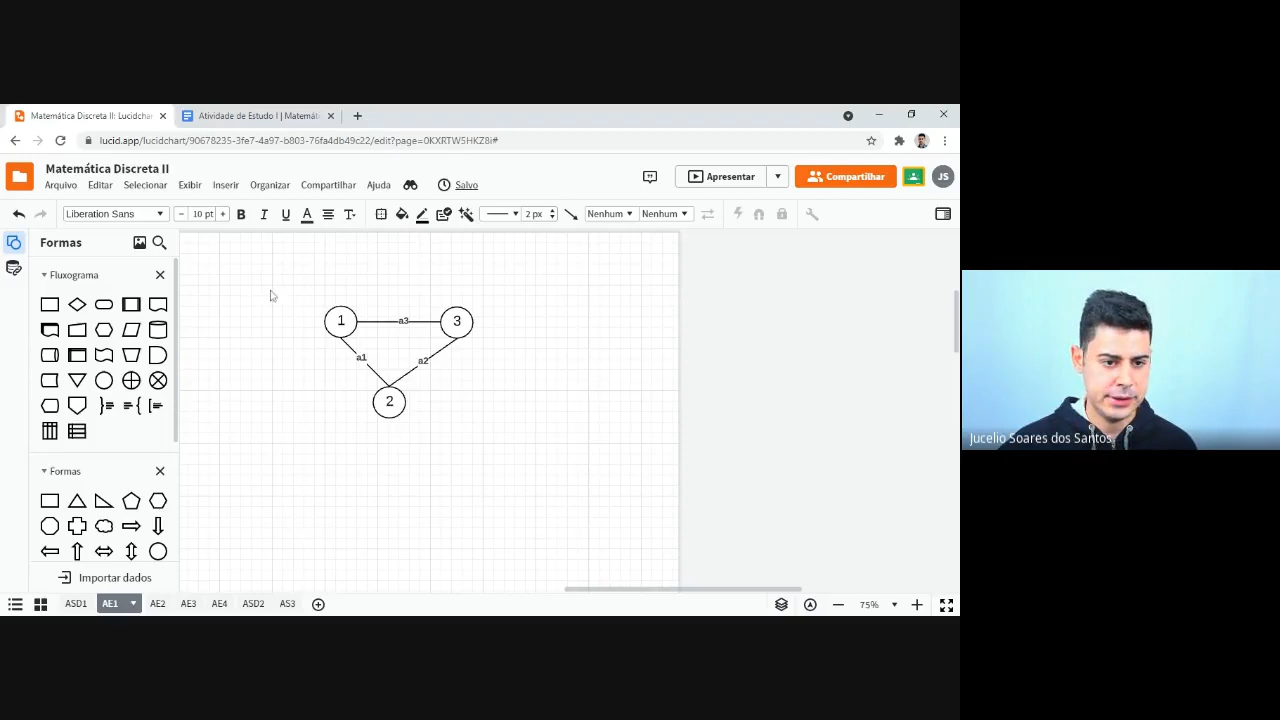 Matemática Discreta II: Lucidchar
Atividade de Estudo I | Matemát
lucid.app/lucidchart/90678235-3fe7-4a97-b803-76fa4db49c22/edit?page=0KXRTW5HKZ8i#
Matemática Discreta II
Arquivo Editar Selecionar Exibir Inserir Organizar Compartilhar Ajuda Salvo
Apresentar
Compartilhar
JS
Liberation Sans
10 pt
B I U A T
2 px
Nenhum
Nenhum
Formas
Fluxograma
Formas
Importar dados
1
a3
3
a1
a2
2
ASD1 AE1 AE2 AE3 AE4 ASD2 AS3
75%
Jucelio Soares dos Santos